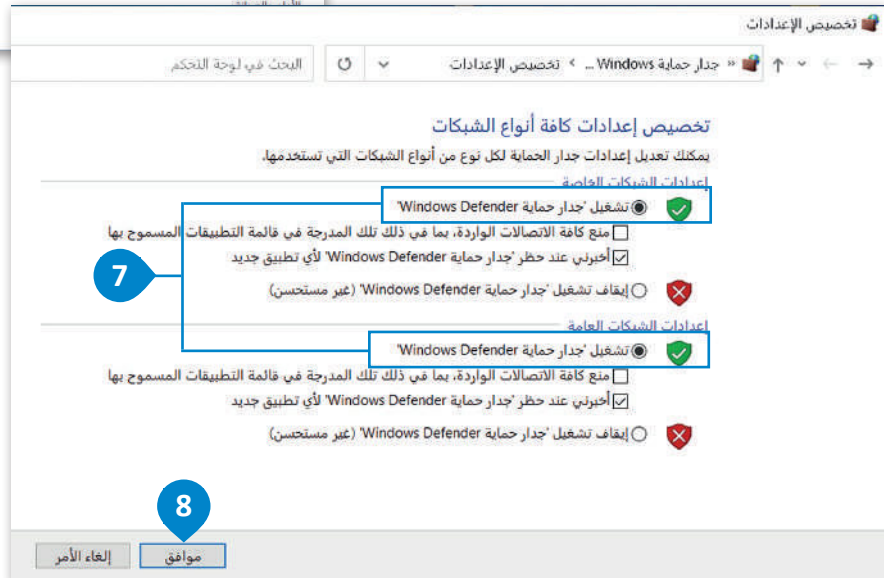 تخصيص الإعدادات
« جدار حماية Windows ... › تخصيص الإعدادات
البحث في لوحة التحكم
تخصيص إعدادات كافة أنواع الشبكات
يمكنك تعديل إعدادات جدار الحماية لكل نوع من أنواع الشبكات التي تستخدمها.
إعدادات الشبكات الخاصة
تشغيل 'جدار حماية Windows Defender'
منع كافة الاتصالات الواردة، بما في ذلك تلك المدرجة في قائمة التطبيقات المسموح بها
أخبرني عند حظر 'جدار حماية Windows Defender' لأي تطبيق جديد
7
إيقاف تشغيل 'جدار حماية Windows Defender' (غير مستحسن)
إعدادات الشبكات العامة
تشغيل 'جدار حماية Windows Defender'
منع كافة الاتصالات الواردة، بما في ذلك تلك المدرجة في قائمة التطبيقات المسموح بها
أخبرني عند حظر 'جدار حماية Windows Defender' لأي تطبيق جديد
إيقاف تشغيل 'جدار حماية Windows Defender' (غير مستحسن)
8
موافق
إلغاء الأمر